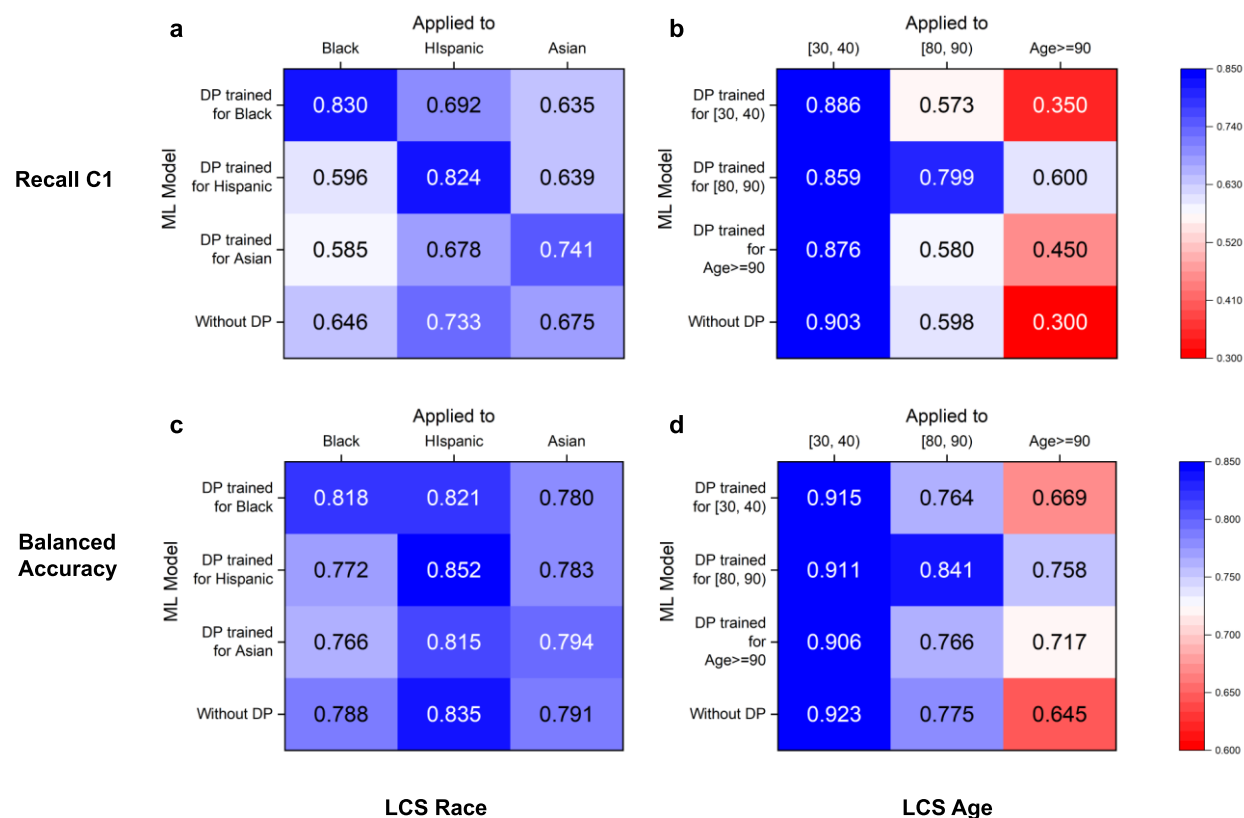 a
Applied to
Black HIspanic Asian
Recall C1
ML Model
DP trained
for Black
0.830 0.692 0.635
DP trained
for Hispanic
0.596 0.824 0.639
DP trained
for Asian
0.585 0.678 0.741
Without DP
0.646 0.733 0.675
b
Applied to
[30, 40) [80, 90) Age>=90
ML Model
DP trained
for [30, 40)
0.886 0.573 0.350
DP trained
for [80, 90)
0.859 0.799 0.600
DP trained
for
Age>=90
0.876 0.580 0.450
Without DP
0.903 0.598 0.300
0.850
0.740
0.630
0.520
0.410
0.300
c
Applied to
Black HIspanic Asian
Balanced
Accuracy
ML Model
DP trained
for Black
0.818 0.821 0.780
DP trained
for Hispanic
0.772 0.852 0.783
DP trained
for Asian
0.766 0.815 0.794
Without DP
0.788 0.835 0.791
d
Applied to
[30, 40) [80, 90) Age>=90
ML Model
DP trained
for [30, 40)
0.915 0.764 0.669
DP trained
for [80, 90)
0.911 0.841 0.758
DP trained
for
Age>=90
0.906 0.766 0.717
Without DP
0.923 0.775 0.645
0.850
0.800
0.750
0.700
0.650
0.600
LCS Race
LCS Age